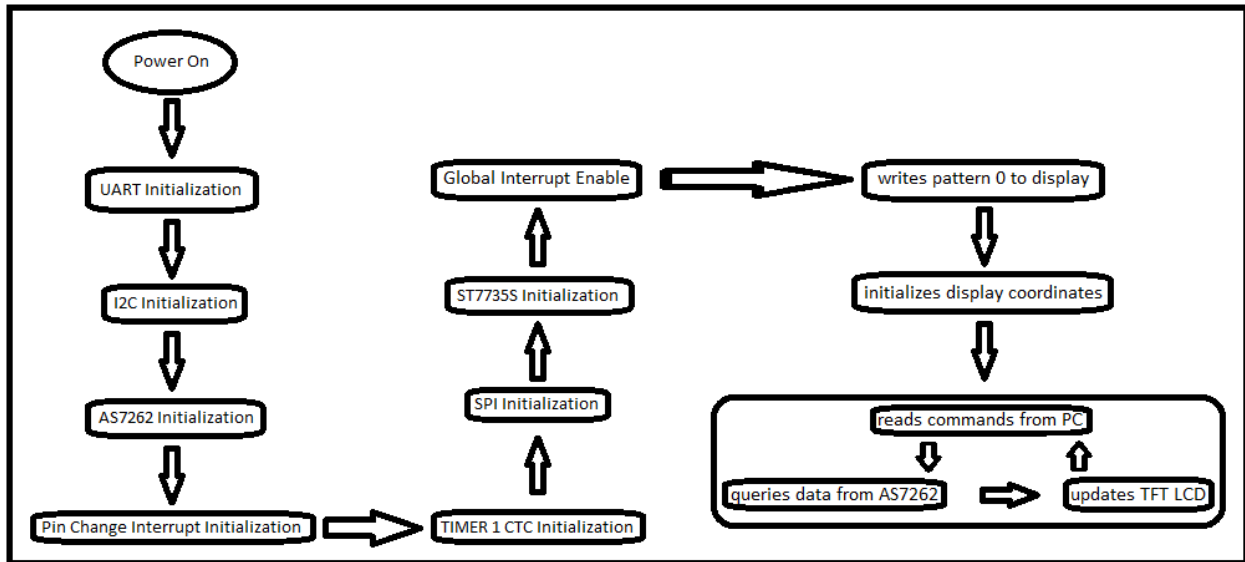 Power On
UART Initialization
I2C Initialization
AS7262 Initialization
Pin Change Interrupt Initialization
TIMER 1 CTC Initialization
SPI Initialization
ST7735S Initialization
Global Interrupt Enable
writes pattern 0 to display
initializes display coordinates
reads commands from PC
queries data from AS7262
updates TFT LCD